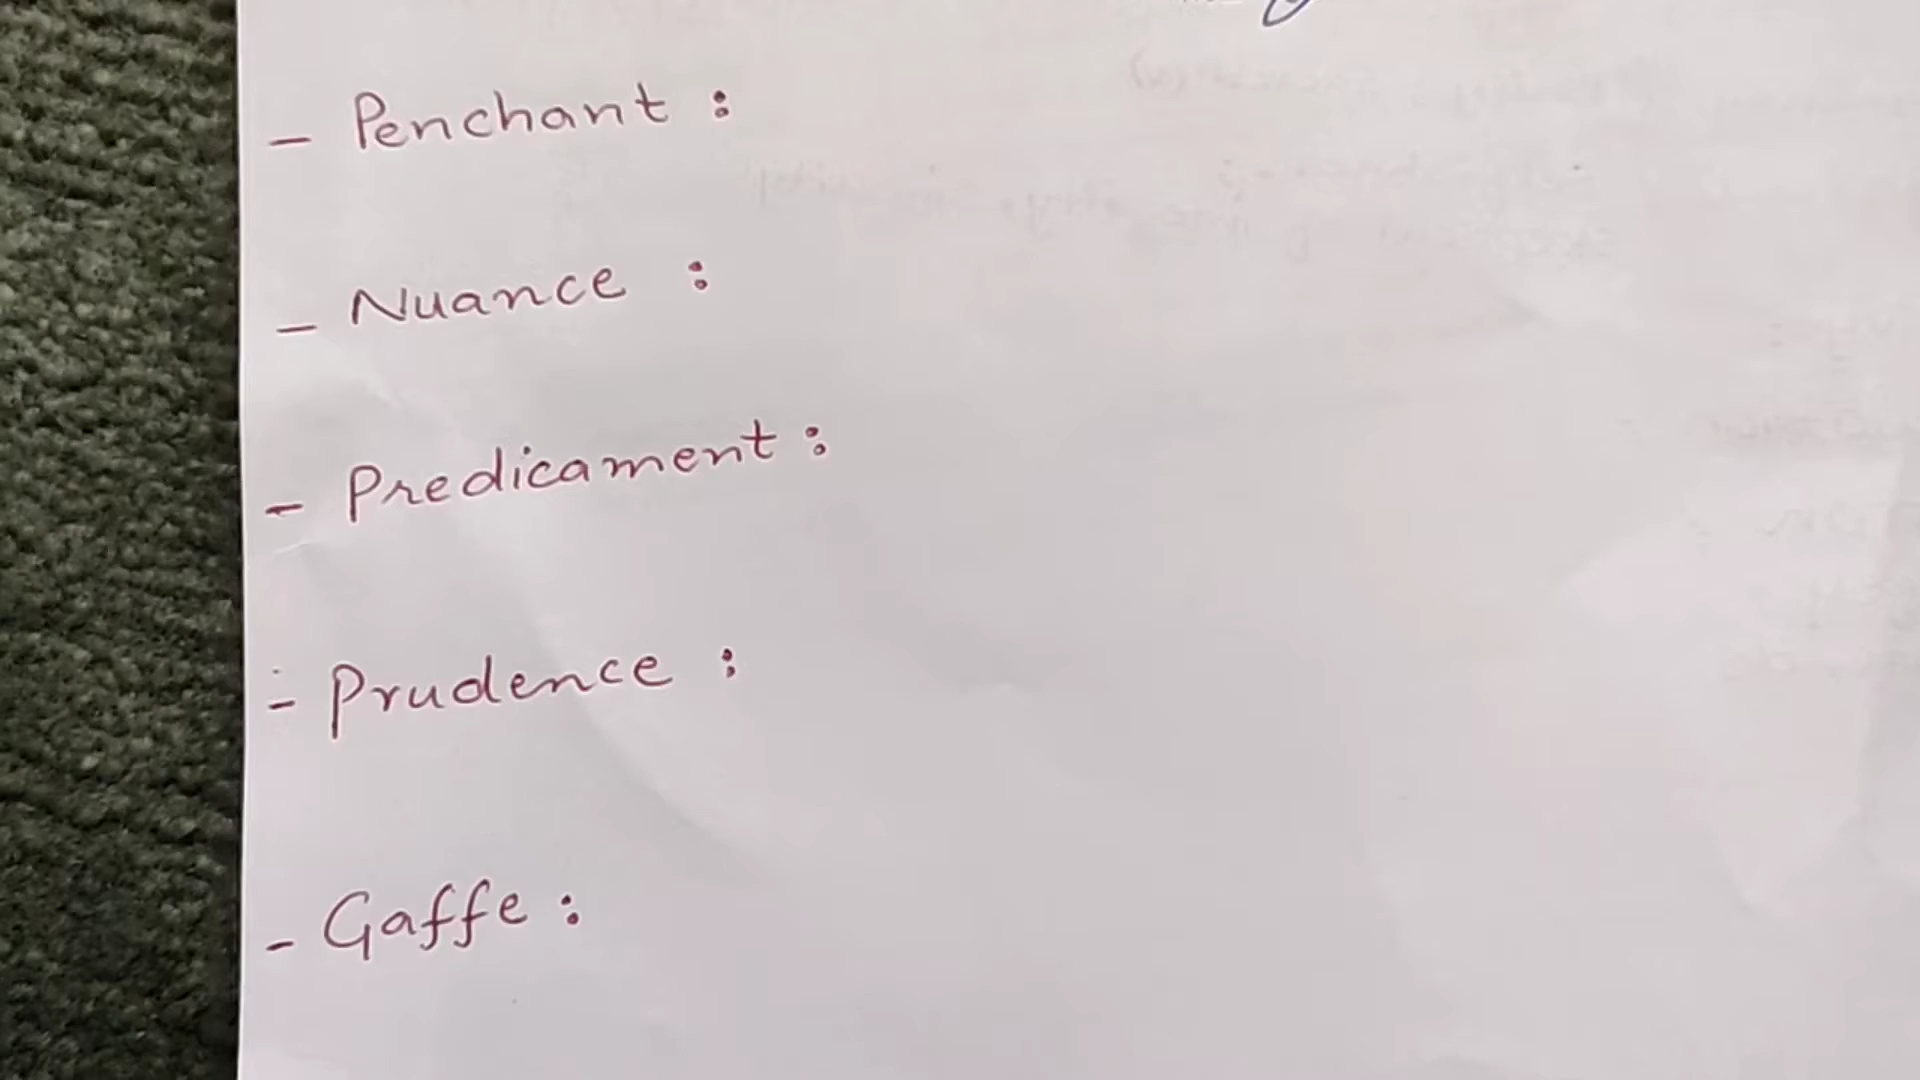 - Penchant :
- Nuance :
- Predicament :
- Prudence :
- Gaffe :